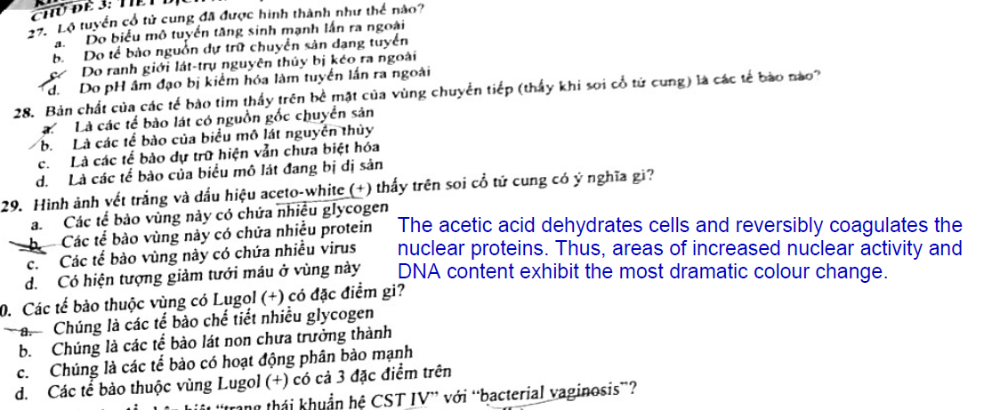 CHỦ ĐỀ 3:
27. Lộ tuyến cổ tử cung đã được hình thành như thế nào?
a. Do biểu mô tuyến tăng sinh mạnh lấn ra ngoài
b. Do tế bào nguồn dự trữ chuyển sản dạng tuyến
c. Do ranh giới lát-trụ nguyên thủy bị kéo ra ngoài
d. Do pH âm đạo bị kiềm hóa làm tuyến lấn ra ngoài
28. Bản chất của các tế bào tìm thấy trên bề mặt của vùng chuyển tiếp (thấy khi soi cổ tử cung) là các tế bào nào?
a. Là các tế bào lát có nguồn gốc chuyển sản
b. Là các tế bào của biểu mô lát nguyên thủy
c. Là các tế bào dự trữ hiện vẫn chưa biệt hóa
d. Là các tế bào của biểu mô lát đang bị dị sản
29. Hình ảnh vết trắng và dấu hiệu aceto-white (+) thấy trên soi cổ tử cung có ý nghĩa gì?
a. Các tế bào vùng này có chứa nhiều glycogen
b. Các tế bào vùng này có chứa nhiều protein
c. Các tế bào vùng này có chứa nhiều virus
d. Có hiện tượng giảm tưới máu ở vùng này
The acetic acid dehydrates cells and reversibly coagulates the
nuclear proteins. Thus, areas of increased nuclear activity and
DNA content exhibit the most dramatic colour change.
0. Các tế bào thuộc vùng có Lugol (+) có đặc điểm gì?
a. Chúng là các tế bào chế tiết nhiều glycogen
b. Chúng là các tế bào lát non chưa trưởng thành
c. Chúng là các tế bào có hoạt động phân bào mạnh
d. Các tế bào thuộc vùng Lugol (+) có cả 3 đặc điểm trên
thái khuẩn hệ CST IV” với “bacterial vaginosis”?